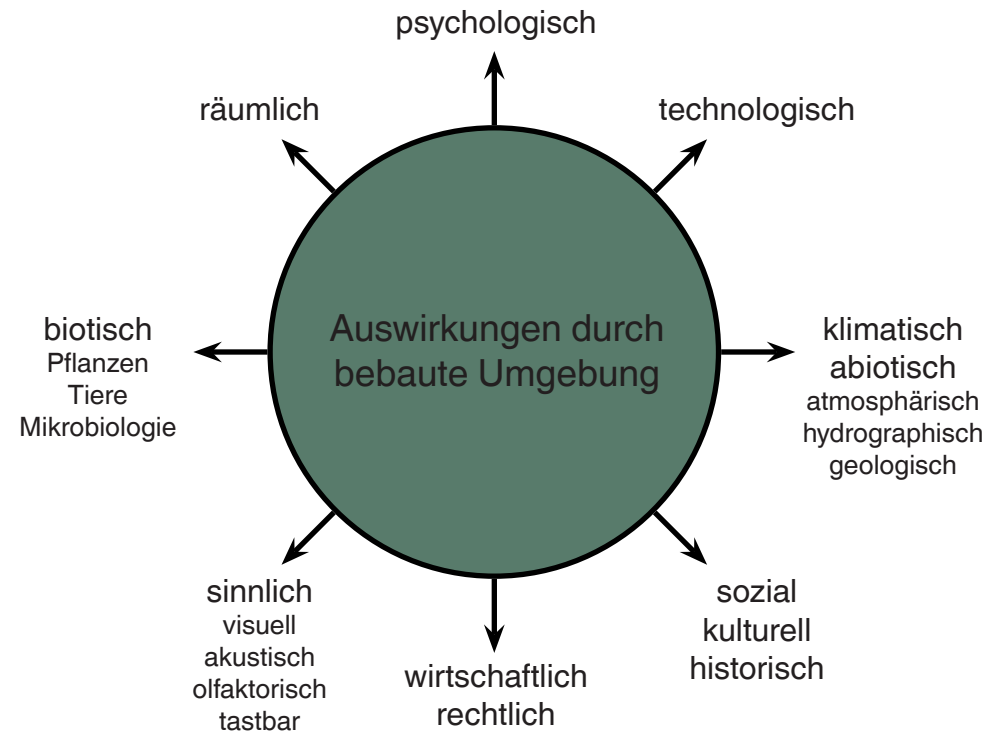 psychologisch
räumlich
technologisch
Auswirkungen durch
bebaute Umgebung
biotisch
Pflanzen
Tiere
Mikrobiologie
klimatisch
abiotisch
atmosphärisch
hydrographisch
geologisch
sinnlich
visuell
akustisch
olfaktorisch
tastbar
wirtschaftlich
rechtlich
sozial
kulturell
historisch